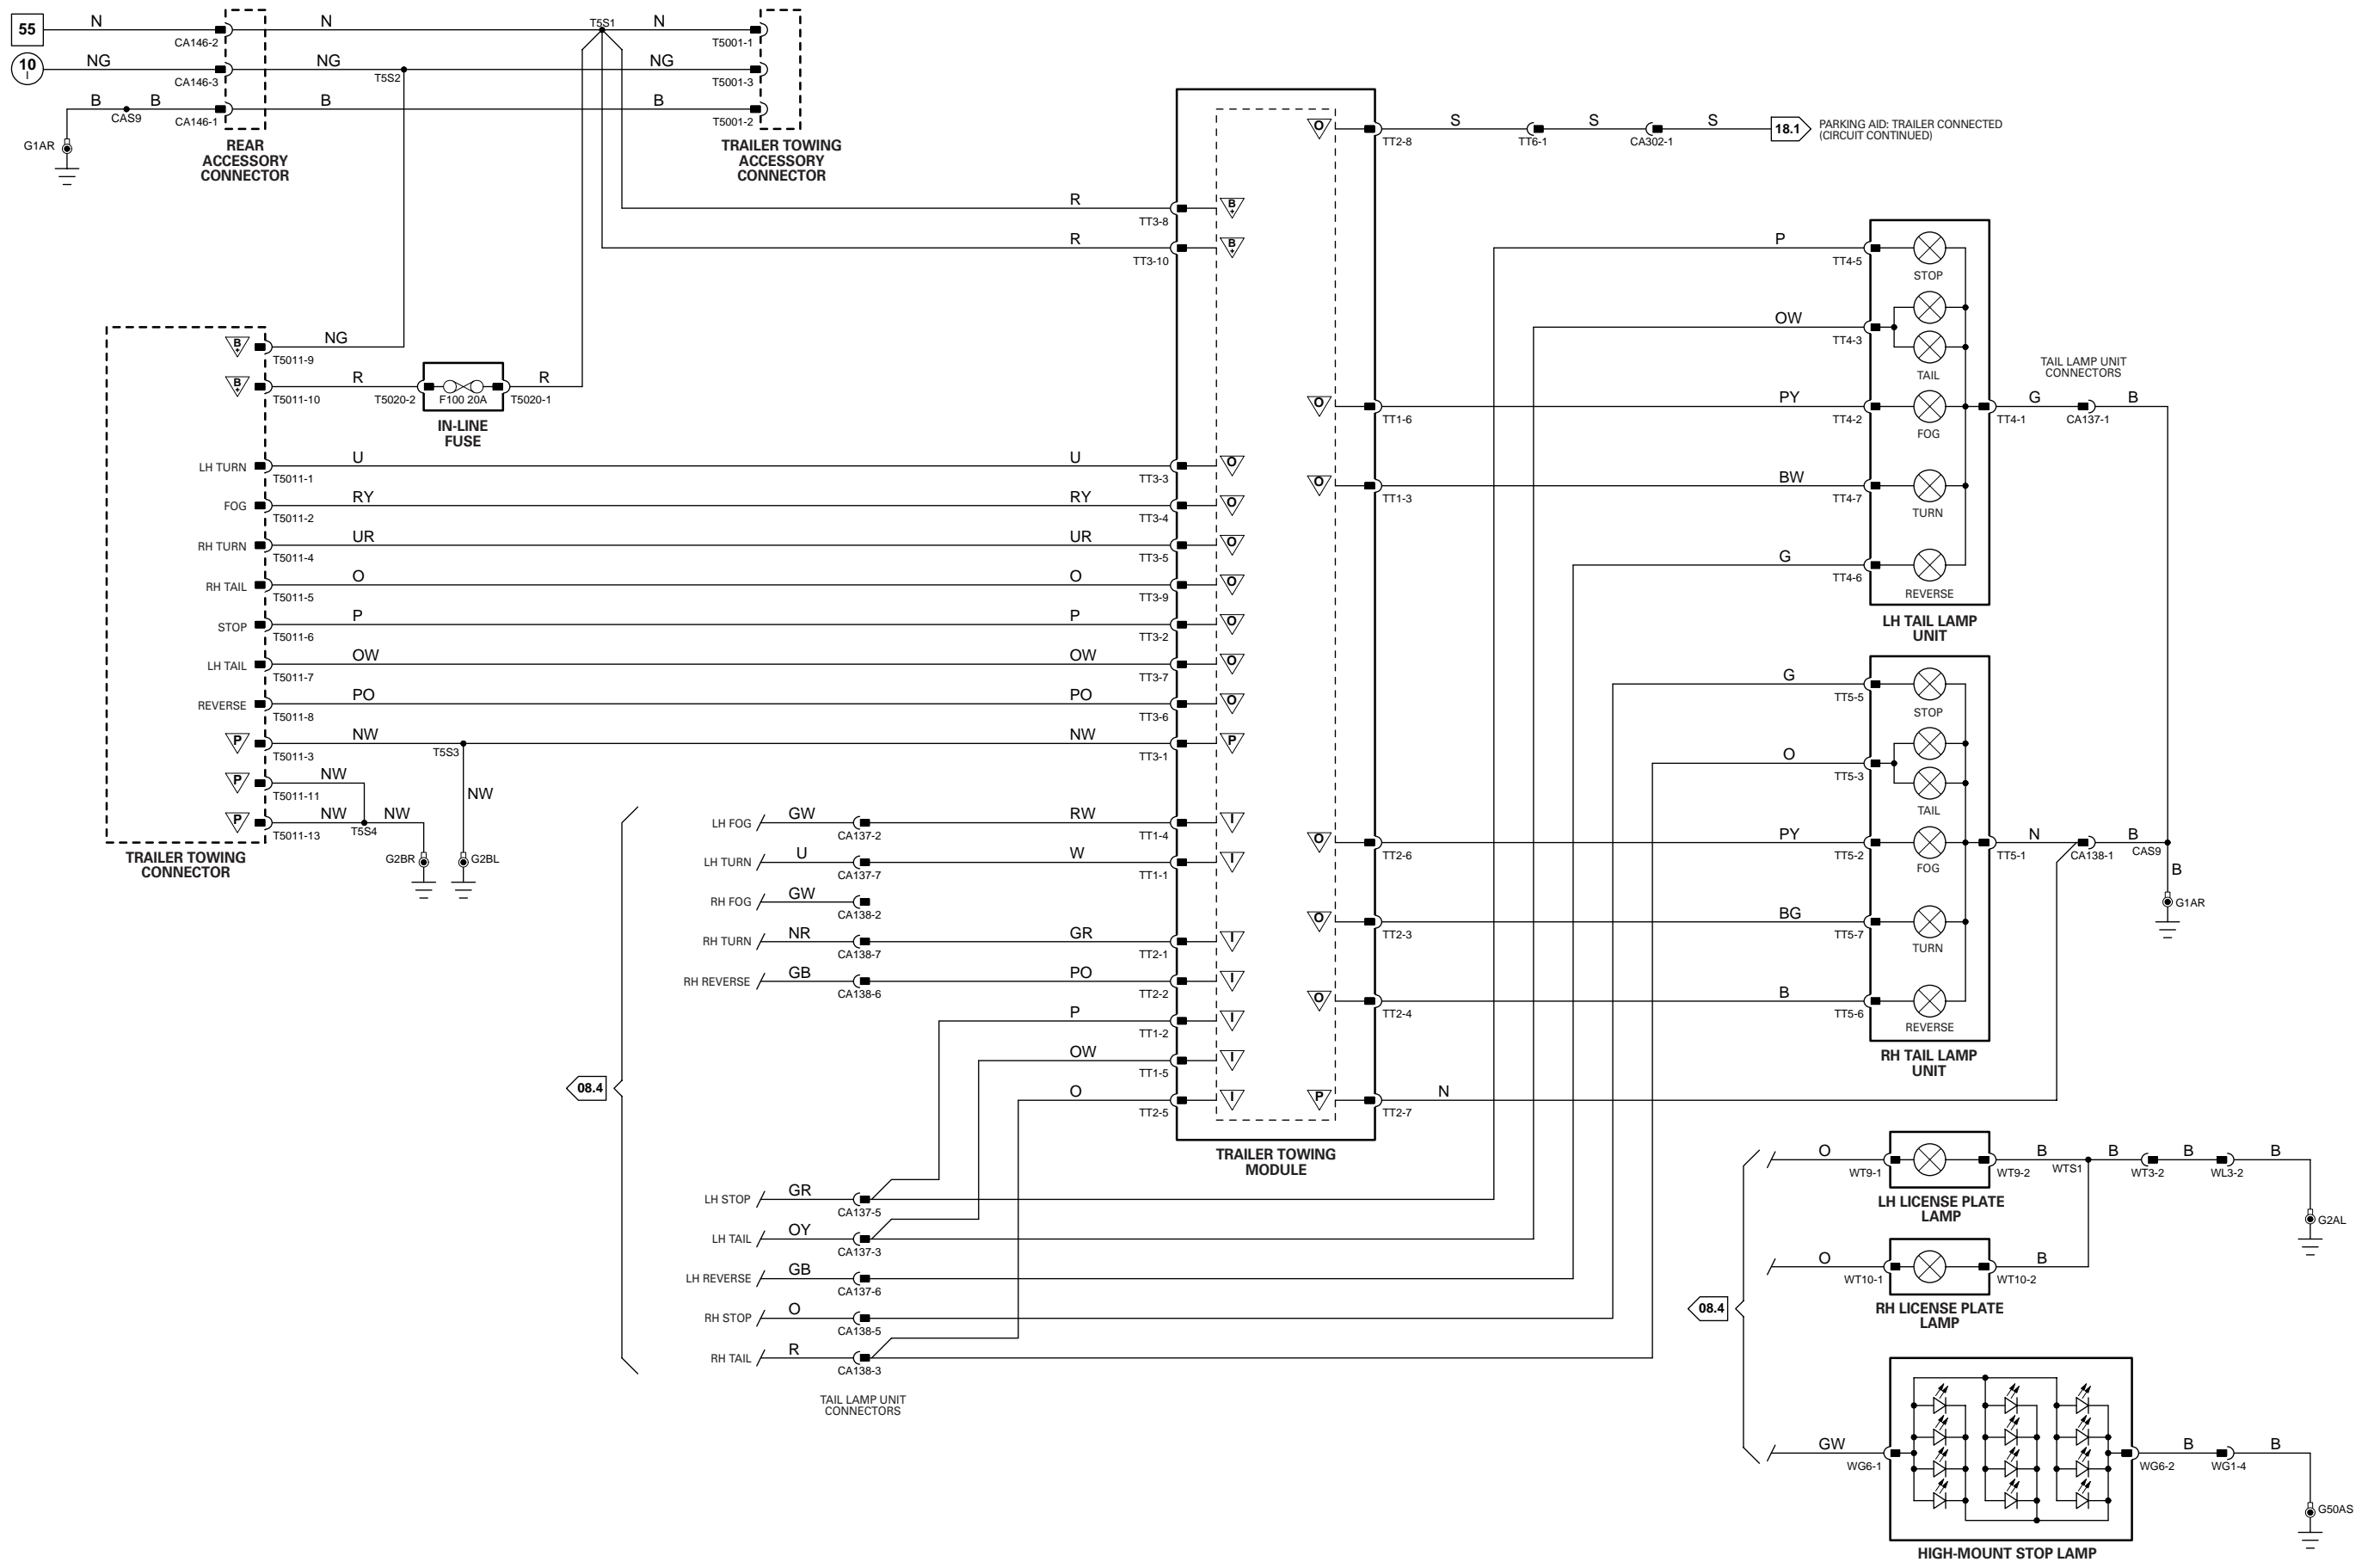 55
N
CA146-2
N
T5S1
N
T5001-1
10
I
NG
CA146-3
NG
T5S2
NG
T5001-3
B
CAS9
B
CA146-1
B
B
T5001-2
G1AR
REAR
ACCESSORY
CONNECTOR
TRAILER TOWING
ACCESSORY
CONNECTOR
O
TT2-8
S
TT6-1
S
CA302-1
S
18.1
PARKING AID: TRAILER CONNECTED
(CIRCUIT CONTINUED)
R
TT3-8
B
+
R
TT3-10
B
+
B
+
T5011-9
NG
B
+
T5011-10
R
T5020-2
F100 20A
T5020-1
R
IN-LINE
FUSE
LH TURN
T5011-1
U
U
TT3-3
O
FOG
T5011-2
RY
RY
TT3-4
O
RH TURN
T5011-4
UR
UR
TT3-5
O
RH TAIL
T5011-5
O
O
TT3-9
O
STOP
T5011-6
P
P
TT3-2
O
LH TAIL
T5011-7
OW
OW
TT3-7
O
REVERSE
T5011-8
PO
PO
TT3-6
O
P
T5011-3
NW
T5S3
NW
TT3-1
P
P
T5011-11
NW
NW
P
T5011-13
NW
T5S4
NW
G2BR
G2BL
TRAILER TOWING
CONNECTOR
08.4
LH FOG
GW
CA137-2
RW
TT1-4
I
LH TURN
U
CA137-7
W
TT1-1
I
RH FOG
GW
CA138-2
RH TURN
NR
CA138-7
GR
TT2-1
I
RH REVERSE
GB
CA138-6
PO
TT2-2
I
P
TT1-2
I
OW
TT1-5
I
O
TT2-5
I
LH STOP
GR
CA137-5
LH TAIL
OY
CA137-3
LH REVERSE
GB
CA137-6
RH STOP
O
CA138-5
RH TAIL
R
CA138-3
TAIL LAMP UNIT
CONNECTORS
O
TT1-6
O
TT1-3
O
TT2-6
O
TT2-3
O
TT2-4
P
TT2-7
N
TRAILER TOWING
MODULE
P
TT4-5
STOP
OW
TT4-3
TAIL
PY
TT4-2
FOG
BW
TT4-7
TURN
G
TT4-6
REVERSE
LH TAIL LAMP
UNIT
TAIL LAMP UNIT
CONNECTORS
TT4-1
G
CA137-1
B
G
TT5-5
STOP
O
TT5-3
TAIL
PY
TT5-2
FOG
BG
TT5-7
TURN
B
TT5-6
REVERSE
RH TAIL LAMP
UNIT
TT5-1
N
CA138-1
B
CAS9
B
G1AR
08.4
O
WT9-1
WT9-2
B
WTS1
B
WT3-2
B
WL3-2
B
G2AL
LH LICENSE PLATE
LAMP
O
WT10-1
WT10-2
B
RH LICENSE PLATE
LAMP
GW
WG6-1
WG6-2
B
WG1-4
B
G50AS
HIGH-MOUNT STOP LAMP